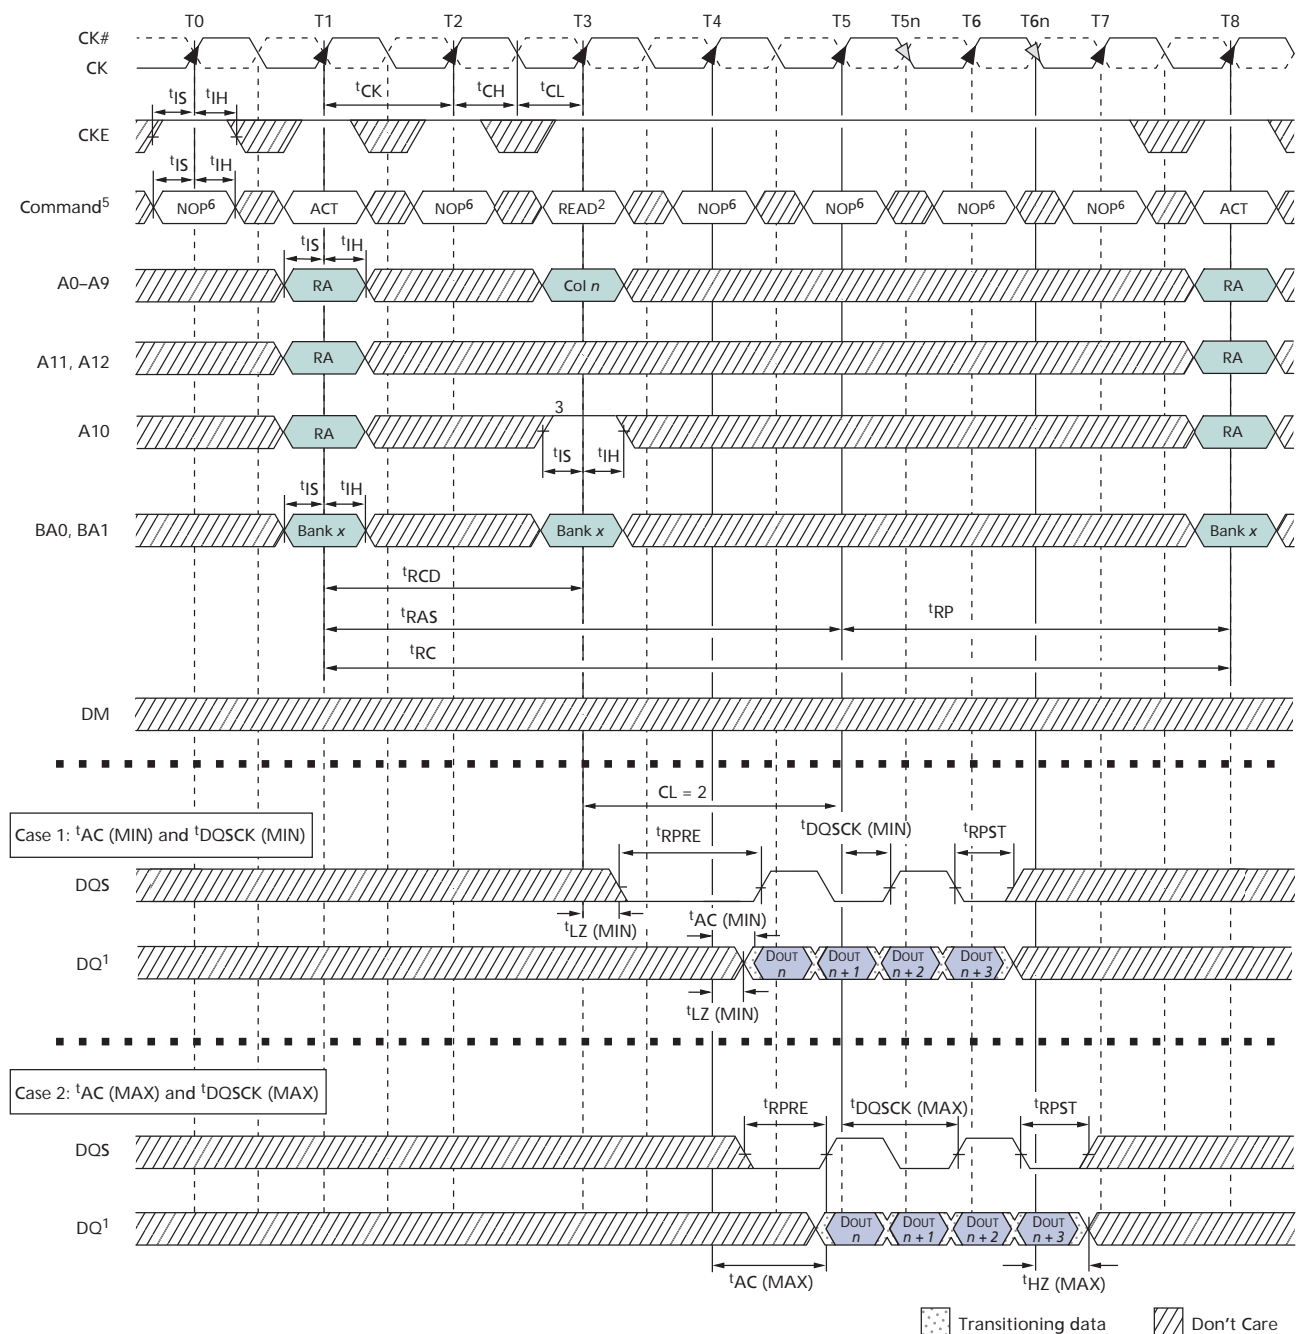 T0 T1 T2 T3 T4 T5 T5n T6 T6n T7 T8
CK#
CK
tCK tCH tCL
tIS tIH
CKE
tIS tIH
Command5 NOP6 ACT NOP6 READ2 NOP6 NOP6 NOP6 NOP6 ACT
tIS tIH
A0–A9 RA Col n RA
A11, A12 RA RA
3
A10 RA RA
tIS tIH
tIS tIH
BA0, BA1 Bank x Bank x Bank x
tRCD
tRAS tRP
tRC
DM
CL = 2
Case 1: tAC (MIN) and tDQSCK (MIN)
tRPRE tDQSCK (MIN) tRPST
DQS
tLZ (MIN) tAC (MIN)
DQ1 DOUT n DOUT n + 1 DOUT n + 2 DOUT n + 3
tLZ (MIN)
Case 2: tAC (MAX) and tDQSCK (MAX)
tRPRE tDQSCK (MAX) tRPST
DQS
DQ1 DOUT n DOUT n + 1 DOUT n + 2 DOUT n + 3
tAC (MAX) tHZ (MAX)
Transitioning data Don't Care